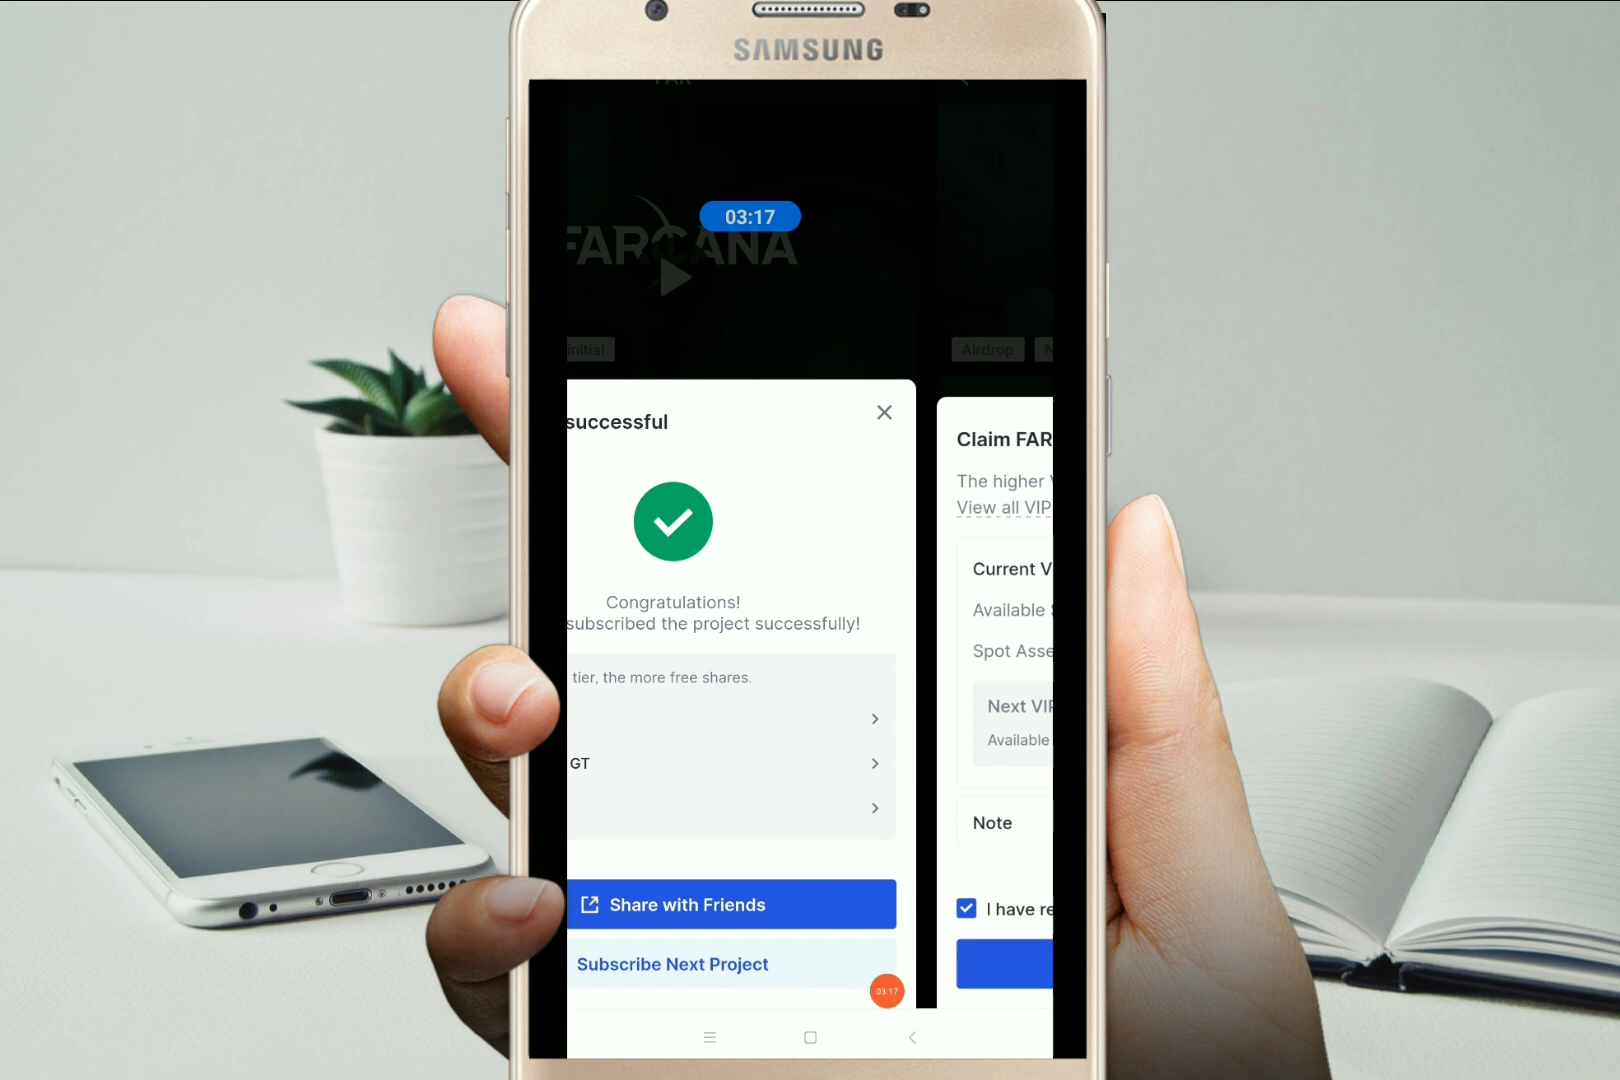 SAMSUNG
FAR
03:17
FARCANA
initial
Airdrop
N
successful
Congratulations!
subscribed the project successfully!
tier, the more free shares.
GT
Share with Friends
Subscribe Next Project
03:17
Claim FAR
The higher
View all VIP
Current V
Available
Spot Asse
Next VIP
Available
Note
I have re